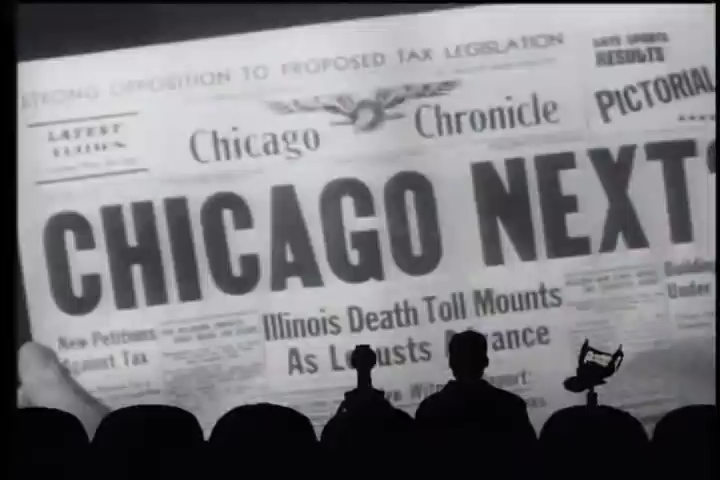 STRONG OPPOSITION TO PROPOSED TAX LEGISLATION
LATEST
RESULTS
PICTORIAL
Chicago Chronicle
CHICAGO NEXT?
New Petitions
Against Tax
Illinois Death Toll Mounts
As Locusts Advance
Building
Under